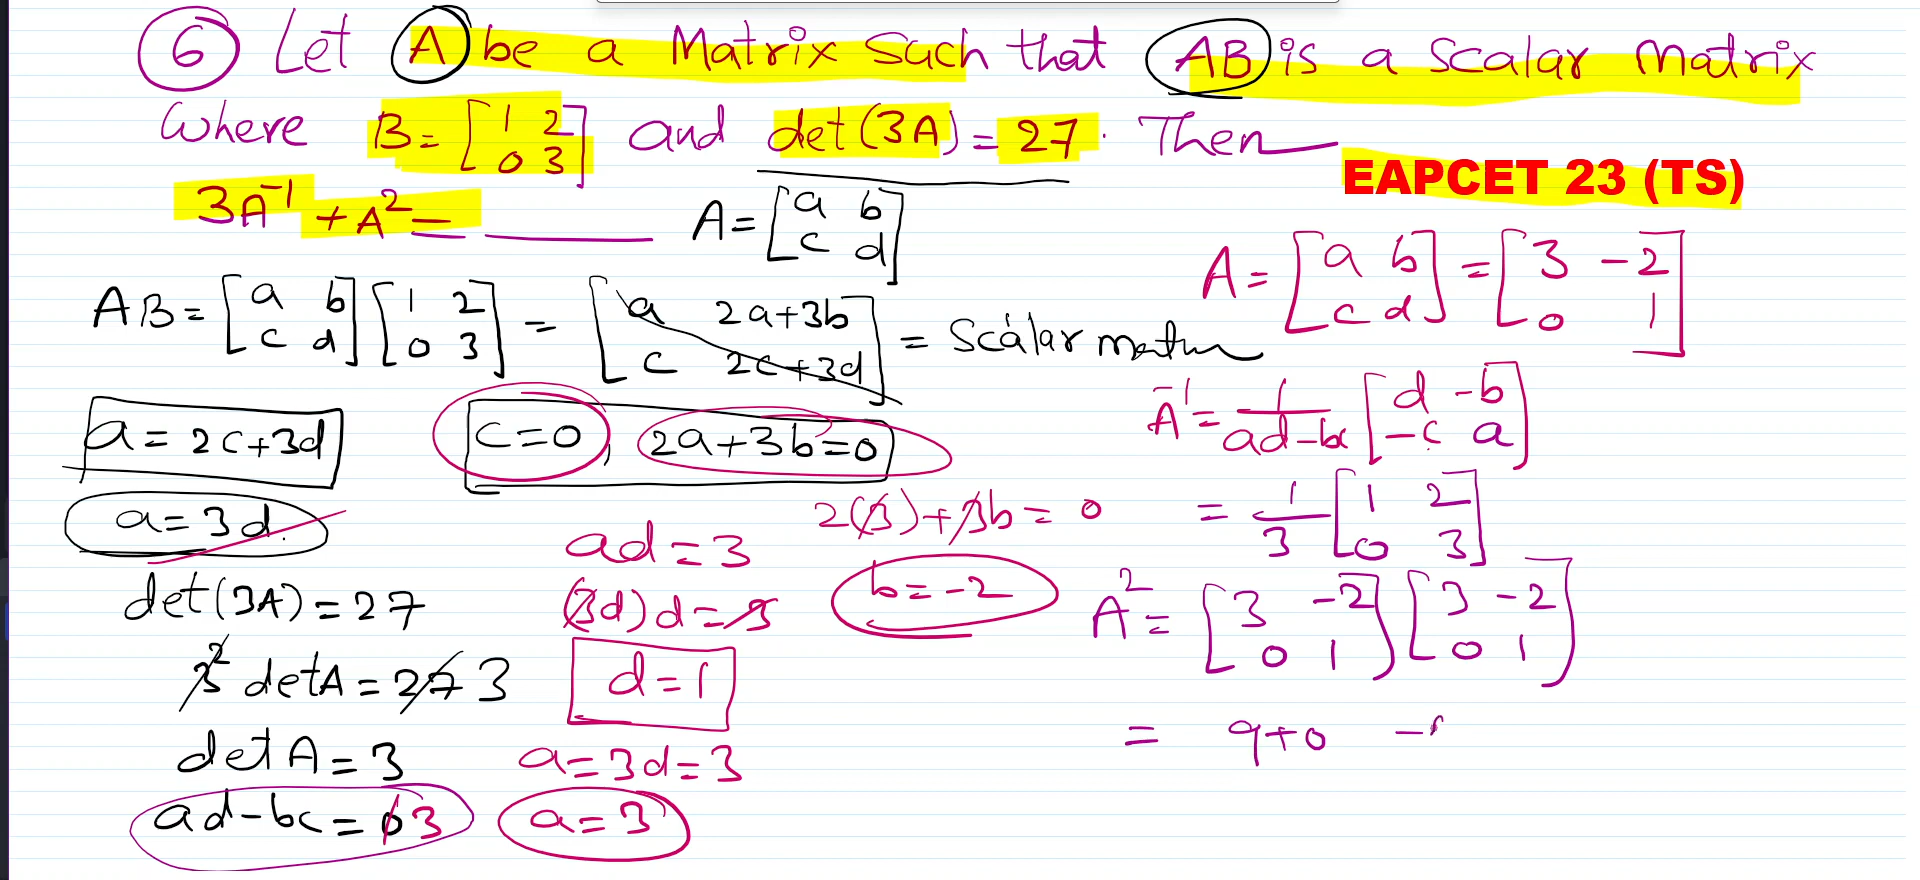 6 Let A be a Matrix such that AB is a scalar matrix
where B = [1 2 0 3] and det(3A) = 27. Then
EAPCET 23 (TS)
3A⁻¹ + A² = ______
A = [a b c d]
AB = [a b c d] [1 2 0 3] = [a 2a+3b c 2c+3d] = Scalar matrix
a = 2c+3d
c=0, 2a+3b=0
a = 3d.
det(3A) = 27
3² det A = 27 3
det A = 3
ad-bc = 3
ad = 3
(3d)d = 3
d = 1
a = 3d = 3
a = 3
2(3)+3b = 0
b = -2
A = [a b c d] = [3 -2 0 1]
A⁻¹ = 1/ad-bc [d -b -c a]
= 1/3 [1 2 0 3]
A² = [3 -2 0 1] [3 -2 0 1]
= 9+0 -